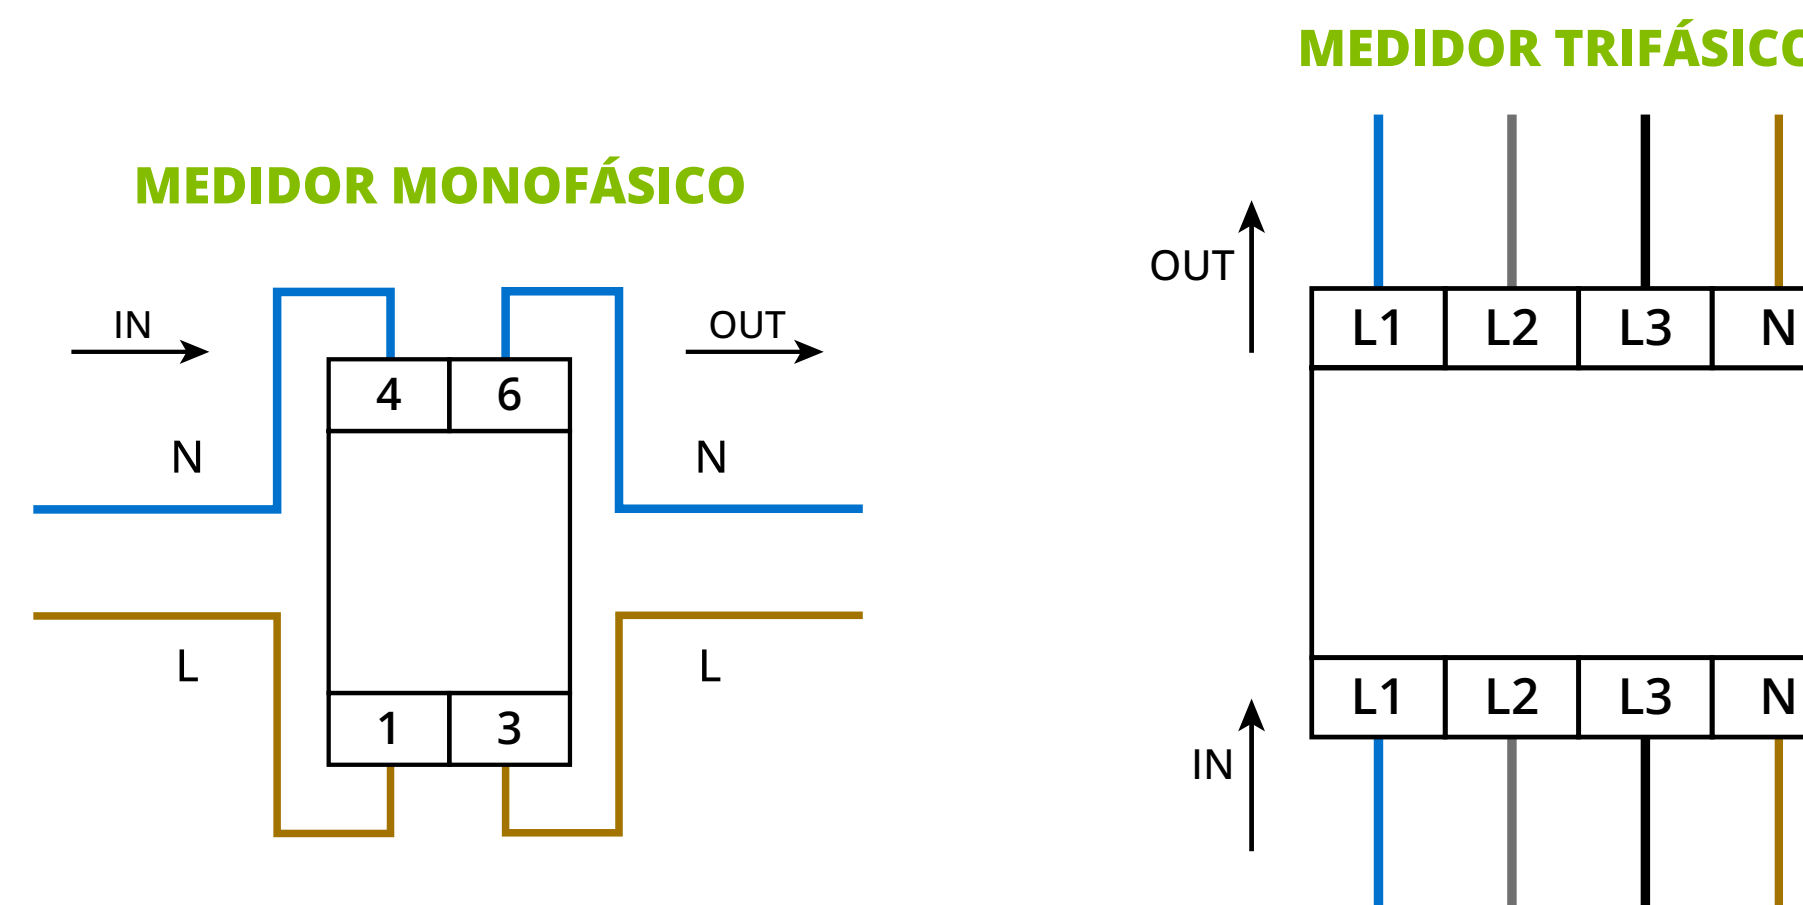 MEDIDOR MONOFÁSICO
IN
OUT
N
N
4 6
L
L
1 3
MEDIDOR TRIFÁSICO
OUT
L1 L2 L3 N
L1 L2 L3 N
IN